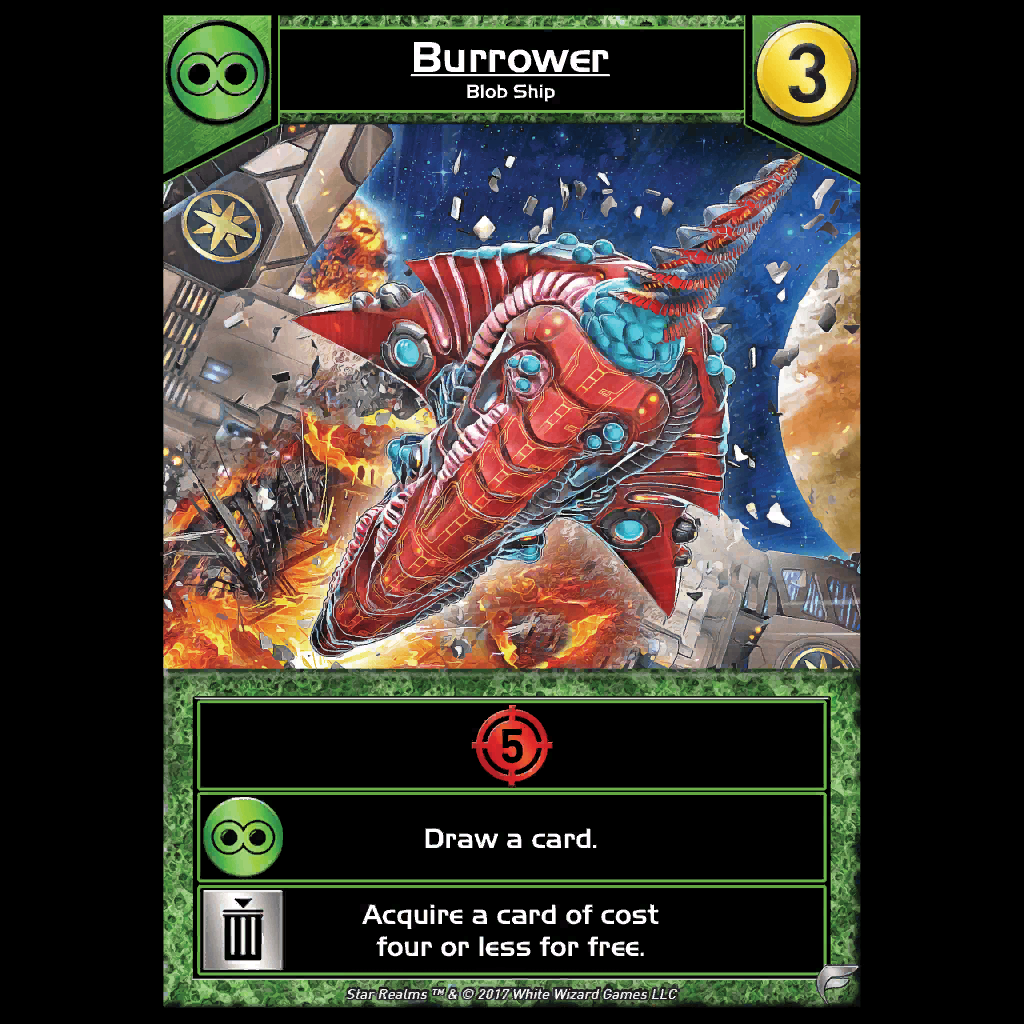 Burrower
3
Blob Ship
5
Draw a card.
Acquire a card of cost
four or less for free.
Star Realms ™ & © 2017 White Wizard Games LLC